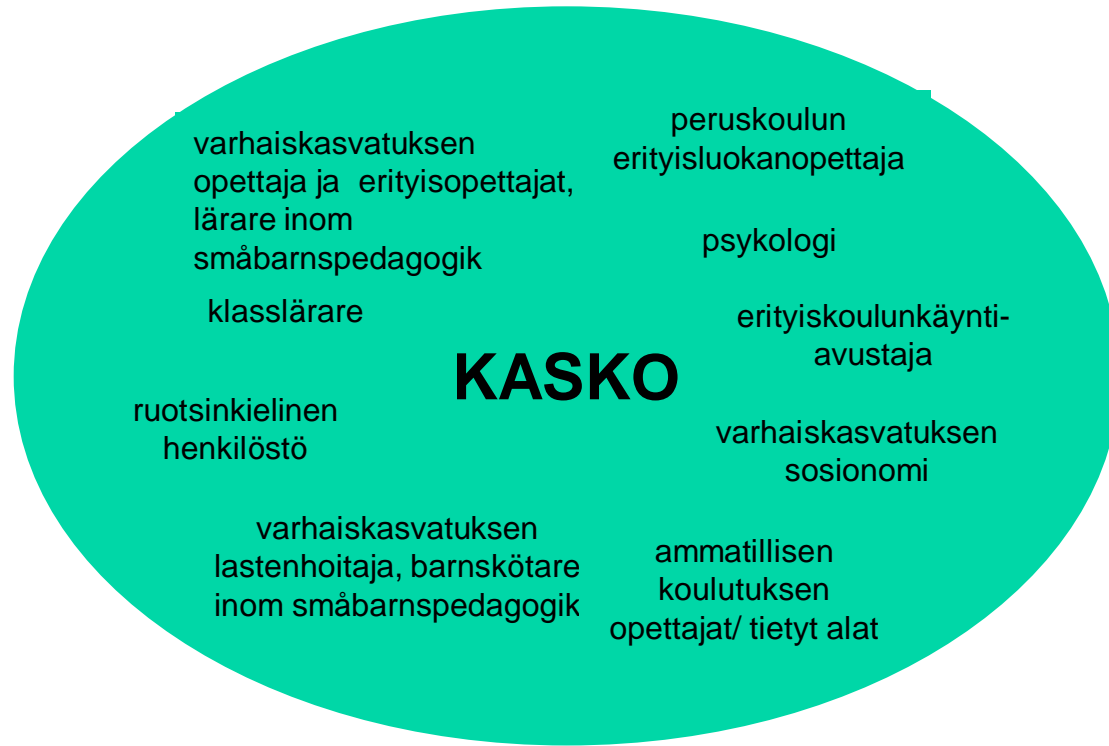 varhaiskasvatuksen
opettaja ja erityisopettajat,
lärare inom
småbarnspedagogik
klasslärare
peruskoulun
erityisluokanopettaja
psykologi
erityiskoulunkäynti-
avustaja
KASKO
ruotsinkielinen
henkilöstö
varhaiskasvatuksen
sosionomi
varhaiskasvatuksen
lastenhoitaja, barnskötare
inom småbarnspedagogik
ammatillisen
koulutuksen
opettajat/ tietyt alat